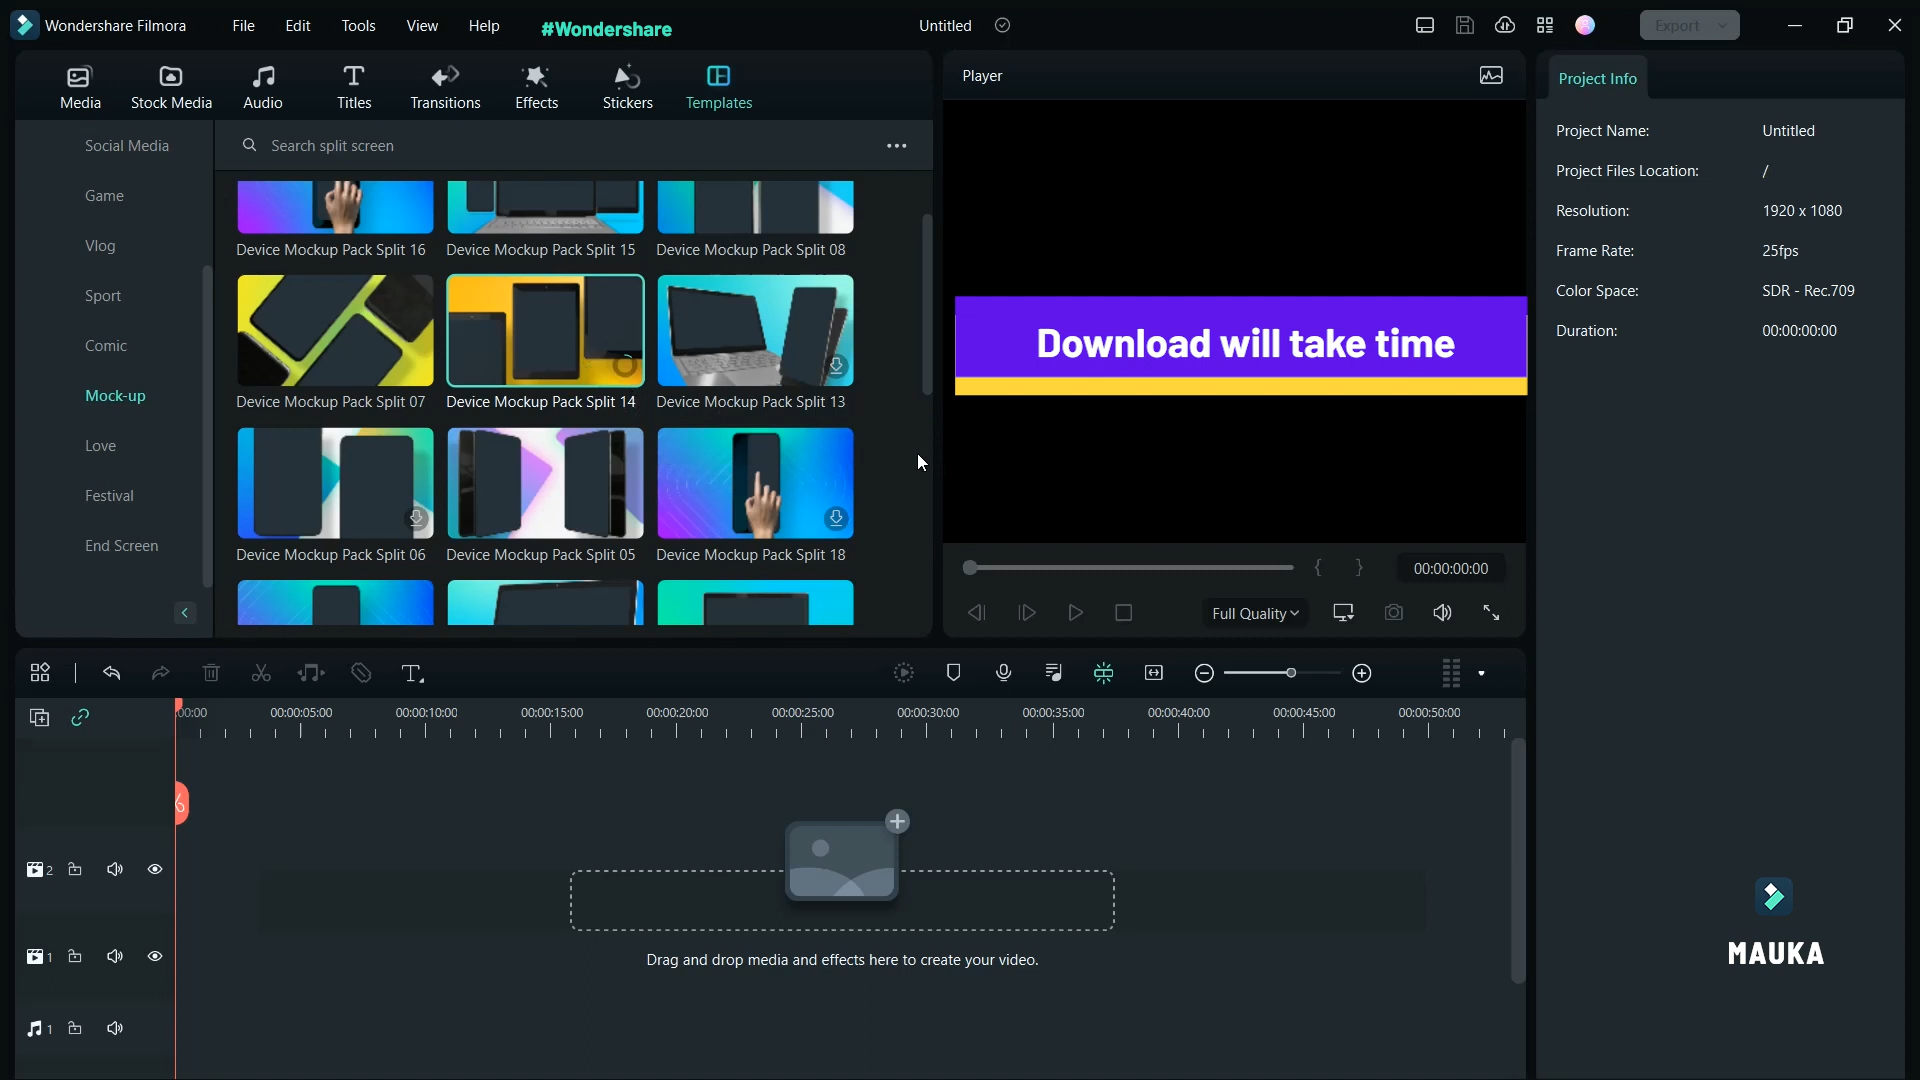 Wondershare Filmora
File
Edit
Tools
View
Help
#Wondershare
Untitled
Export
Media
Stock Media
Audio
Titles
Transitions
Effects
Stickers
Templates
Player
Project Info
Social Media
Game
Vlog
Sport
Comic
Mock-up
Love
Festival
End Screen
Search split screen
Device Mockup Pack Split 16
Device Mockup Pack Split 15
Device Mockup Pack Split 08
Device Mockup Pack Split 07
Device Mockup Pack Split 14
Device Mockup Pack Split 13
Device Mockup Pack Split 06
Device Mockup Pack Split 05
Device Mockup Pack Split 18
Download will take time
00:00:00:00
Full Quality
Project Name: Untitled
Project Files Location: /
Resolution: 1920 x 1080
Frame Rate: 25fps
Color Space: SDR - Rec.709
Duration: 00:00:00:00
:00:00
00:00:05:00
00:00:10:00
00:00:15:00
00:00:20:00
00:00:25:00
00:00:30:00
00:00:35:00
00:00:40:00
00:00:45:00
00:00:50:00
2
1
1
Drag and drop media and effects here to create your video.
MAUKA